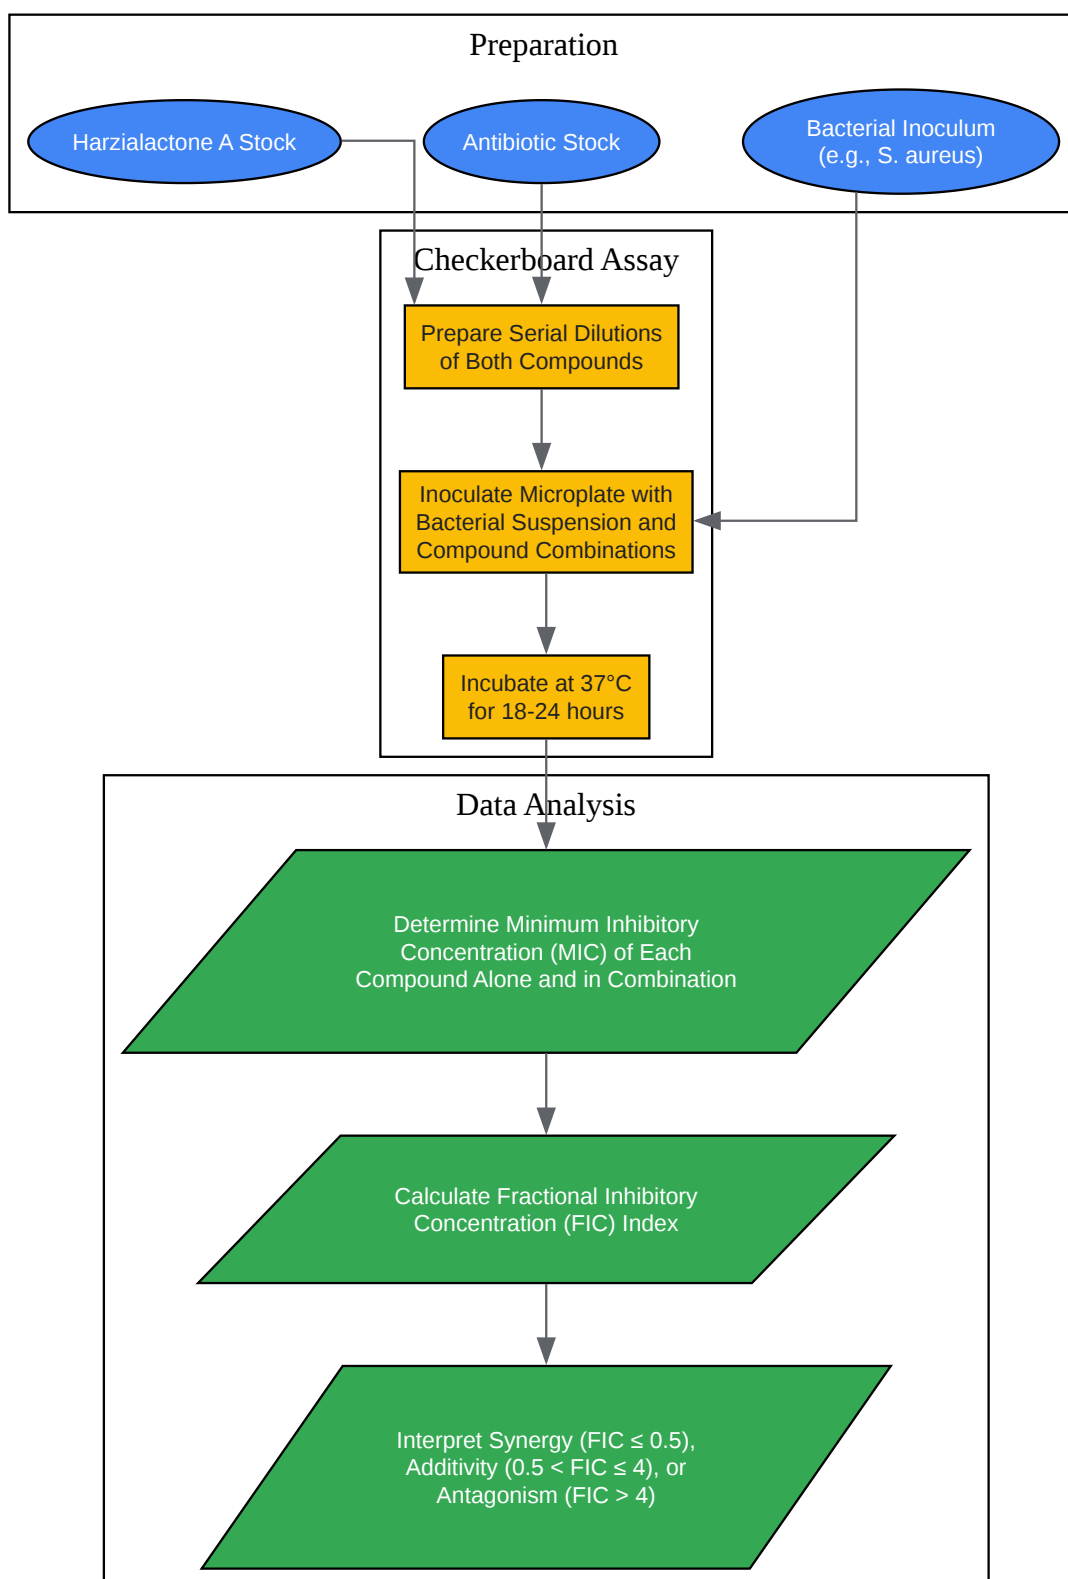 Preparation
Harzialactone A Stock
Antibiotic Stock
Bacterial Inoculum
(e.g., S. aureus)
Checkerboard Assay
Prepare Serial Dilutions
of Both Compounds
Inoculate Microplate with
Bacterial Suspension and
Compound Combinations
Incubate at 37°C
for 18-24 hours
Data Analysis
Determine Minimum Inhibitory
Concentration (MIC) of Each
Compound Alone and in Combination
Calculate Fractional Inhibitory
Concentration (FIC) Index
Interpret Synergy (FIC ≤ 0.5),
Additivity (0.5 < FIC ≤ 4), or
Antagonism (FIC > 4)